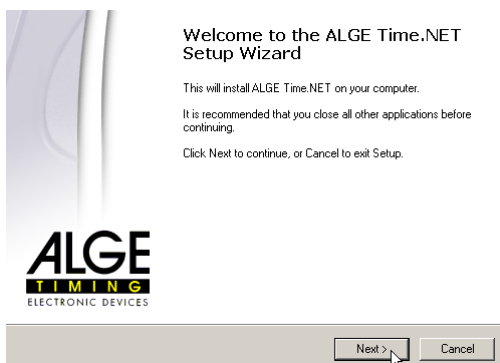 Welcome to the ALGE Time.NET
Setup Wizard
This will install ALGE Time.NET on your computer.
It is recommended that you close all other applications before
continuing.
Click Next to continue, or Cancel to exit Setup.
ALGE
TIMING
ELECTRONIC DEVICES
Next >
Cancel